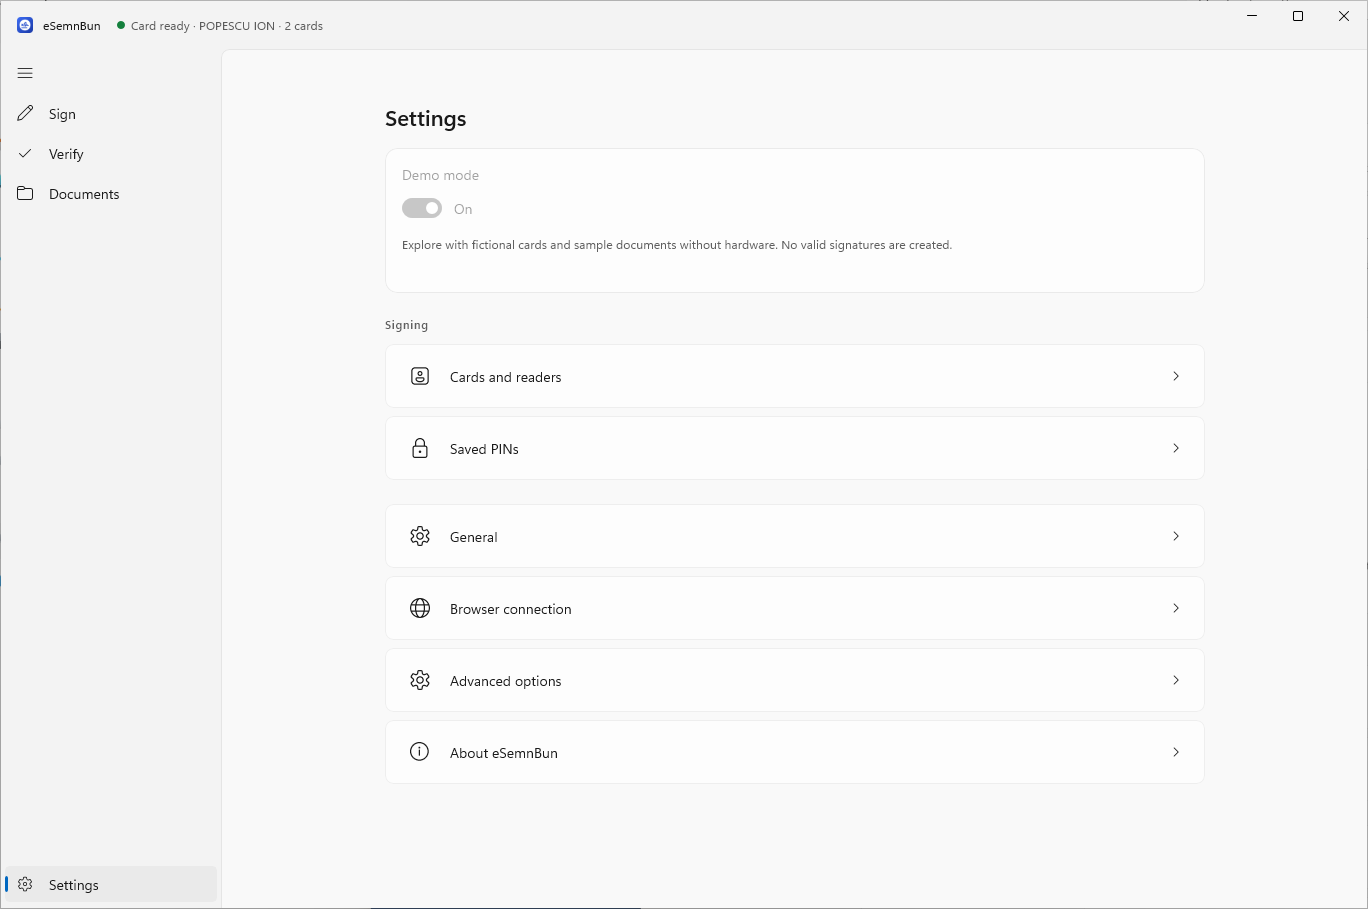 eSemnBun
Card ready · POPESCU ION · 2 cards
Sign
Verify
Documents
Settings
Demo mode
On
Explore with fictional cards and sample documents without hardware. No valid signatures are created.
Signing
Cards and readers
Saved PINs
General
Browser connection
Advanced options
About eSemnBun
Settings